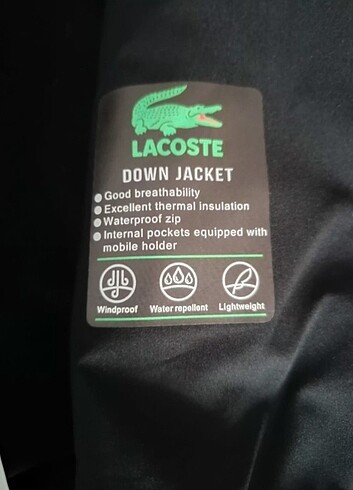 LACOSTE
DOWN JACKET
Good breathability
Excellent thermal insulation
Waterproof zip
Internal pockets equipped with
mobile holder
Windproof Water repellent Lightweight